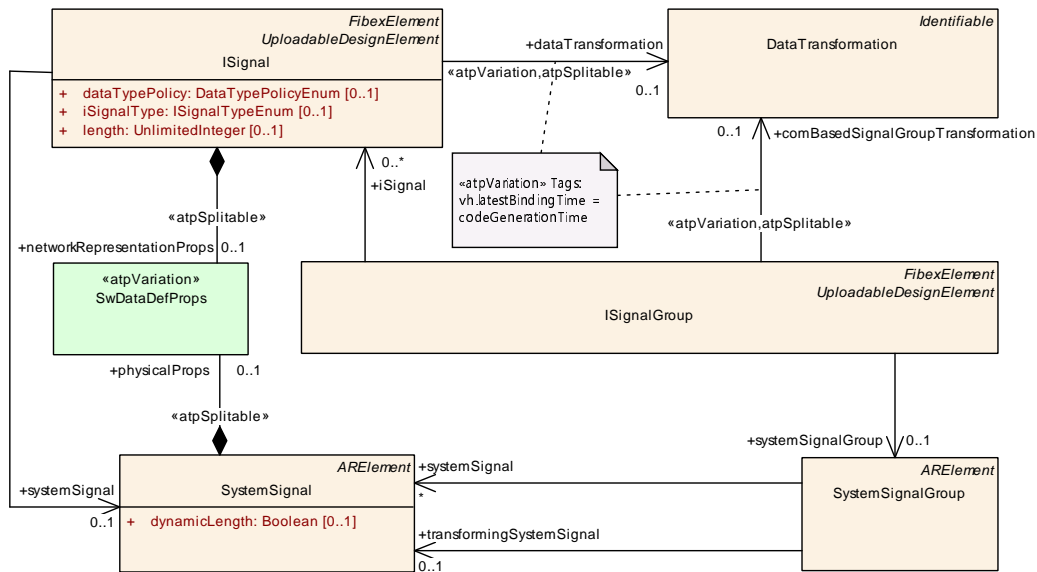 FibexElement
UploadableDesignElement
ISignal
+ dataTypePolicy: DataTypePolicyEnum [0..1]
+ iSignalType: ISignalTypeEnum [0..1]
+ length: UnlimitedInteger [0..1]
Identifiable
DataTransformation
+dataTransformation
«atpVariation,atpSplitable»
0..1
0..1
+comBasedSignalGroupTransformation
«atpVariation,atpSplitable»
0..*
+iSignal
«atpVariation» Tags:
vh.latestBindingTime =
codeGenerationTime
«atpSplitable»
+networkRepresentationProps
0..1
«atpVariation»
SwDataDefProps
FibexElement
UploadableDesignElement
ISignalGroup
+physicalProps
0..1
«atpSplitable»
+systemSignalGroup
0..1
ARElement
SystemSignal
+ dynamicLength: Boolean [0..1]
+systemSignal
0..1
+systemSignal
*
+transformingSystemSignal
0..1
ARElement
SystemSignalGroup